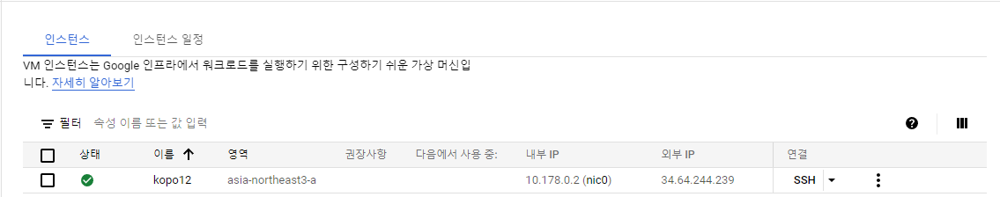 인스턴스 인스턴스 일정
VM 인스턴스는 Google 인프라에서 워크로드를 실행하기 위한 구성하기 쉬운 가상 머신입
니다. 자세히 알아보기
필터 속성 이름 또는 값 입력
상태 이름 영역 권장사항 다음에서 사용 중: 내부 IP 외부 IP 연결
kopo12 asia-northeast3-a 10.178.0.2 (nic0) 34.64.244.239 SSH